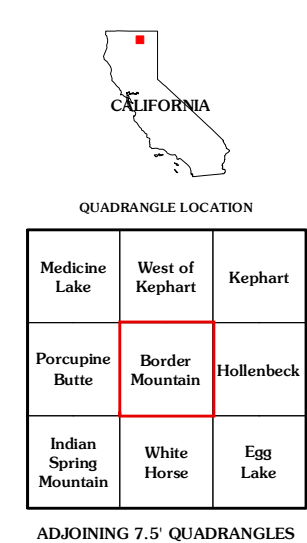 CALIFORNIA
QUADRANGLE LOCATION
Medicine
Lake
West of
Kephart
Kephart
Porcupine
Butte
Border
Mountain
Hollenbeck
Indian
Spring
Mountain
White
Horse
Egg
Lake
ADJOINING 7.5' QUADRANGLES